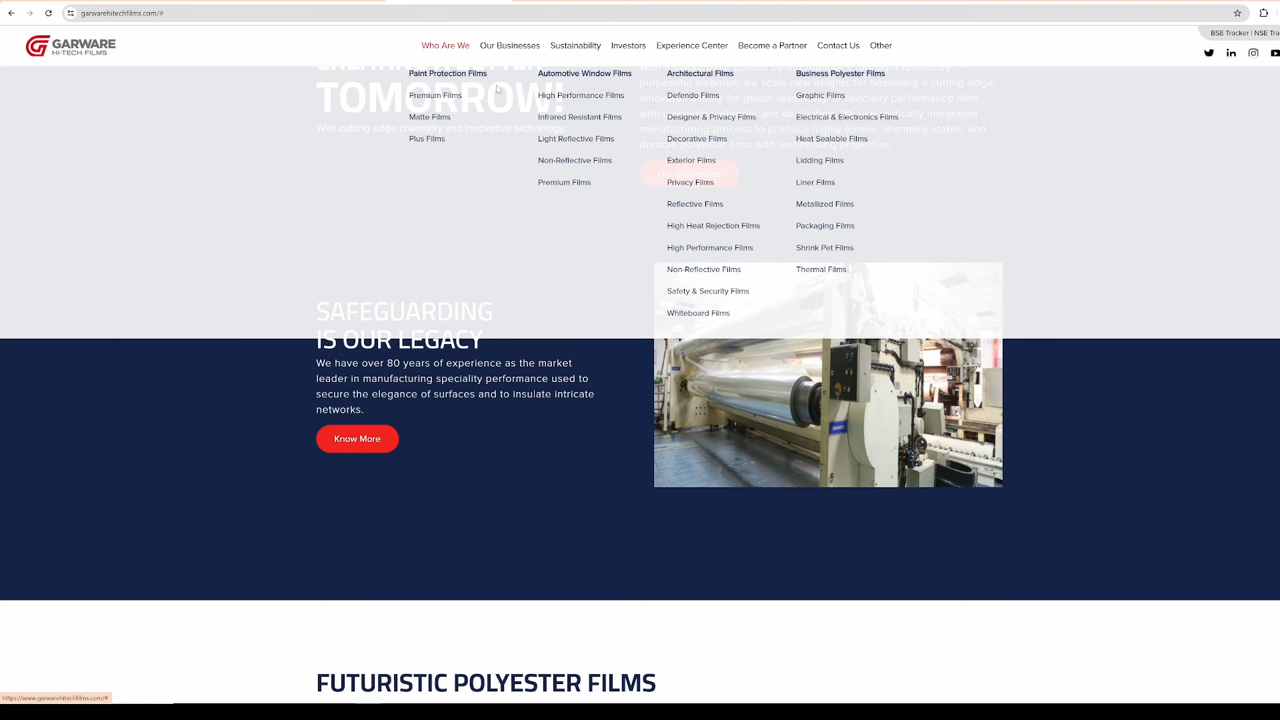 garwarehitechfilms.com/#
BSE Tracker | NSE Tra
GARWARE
HI-TECH FILMS
Who Are We
Our Businesses
Sustainability
Investors
Experience Center
Become a Partner
Contact Us
Other
Paint Protection Films
Premium Films
Matte Films
Plus Films
Automotive Window Films
High Performance Films
Infrared Resistant Films
Light Reflective Films
Non-Reflective Films
Premium Films
Architectural Films
Defendo Films
Designer & Privacy Films
Decorative Films
Exterior Films
Privacy Films
Reflective Films
High Heat Rejection Films
High Performance Films
Non-Reflective Films
Safety & Security Films
Whiteboard Films
Business Polyester Films
Graphic Films
Electrical & Electronics Films
Heat Sealable Films
Lidding Films
Liner Films
Metallized Films
Packaging Films
Shrink Pet Films
Thermal Films
TOMORROW!
With cutting-edge chemistry and innovative technology
SAFEGUARDING
IS OUR LEGACY
We have over 80 years of experience as the market
leader in manufacturing speciality performance used to
secure the elegance of surfaces and to insulate intricate
networks.
Know More
FUTURISTIC POLYESTER FILMS
https://www.garwarehitechfilms.com/#